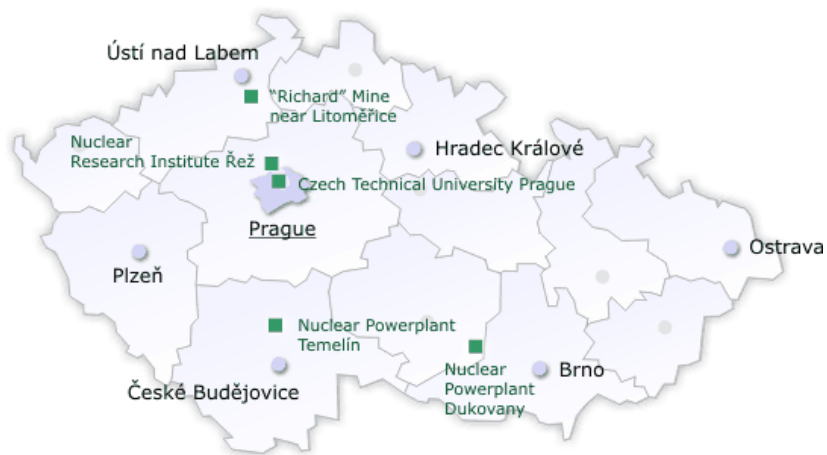 Ústí nad Labem
"Richard" Mine
near Litoměřice
Nuclear
Research Institute Řež
Hradec Králové
Czech Technical University Prague
Prague
Ostrava
Plzeň
Nuclear Powerplant
Temelín
České Budějovice
Nuclear
Powerplant
Dukovany
Brno